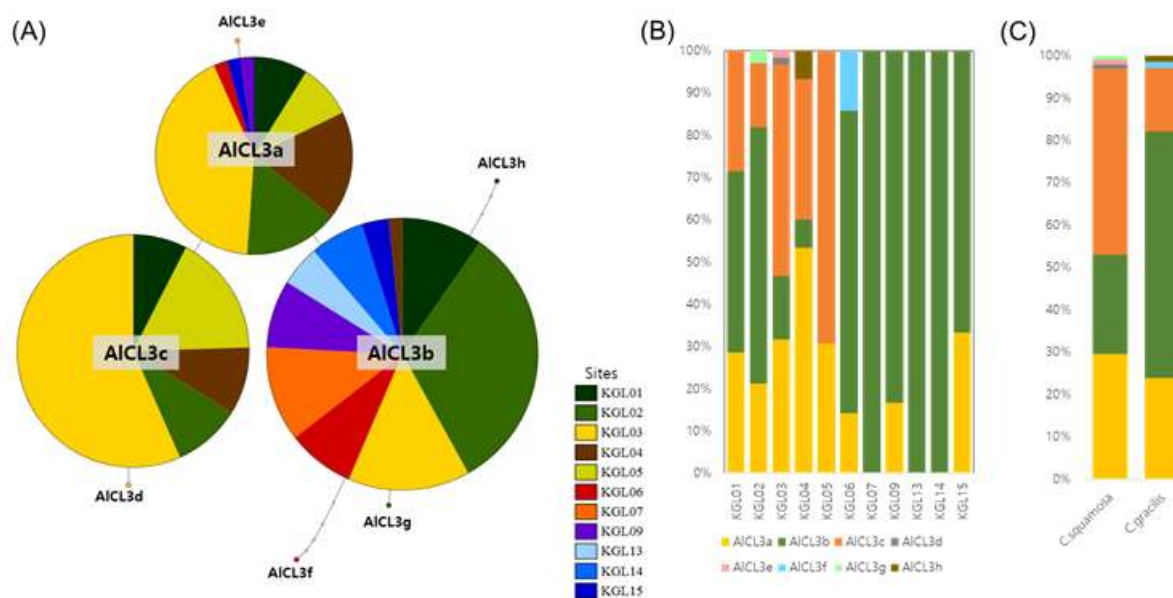 (A)
AlCL3e
AlCL3a
AlCL3h
AlCL3c
AlCL3b
AlCL3d
AlCL3g
AlCL3f
Sites
KGL01
KGL02
KGL03
KGL04
KGL05
KGL06
KGL07
KGL09
KGL13
KGL14
KGL15
(B)
100%
90%
80%
70%
60%
50%
40%
30%
20%
10%
0%
KGL01 KGL02 KGL03 KGL04 KGL05 KGL06 KGL07 KGL09 KGL13 KGL14 KGL15
AlCL3a AlCL3b AlCL3c AlCL3d
AlCL3e AlCL3f AlCL3g AlCL3h
(C)
100%
90%
80%
70%
60%
50%
40%
30%
20%
10%
0%
C.squamosa C.gracilis